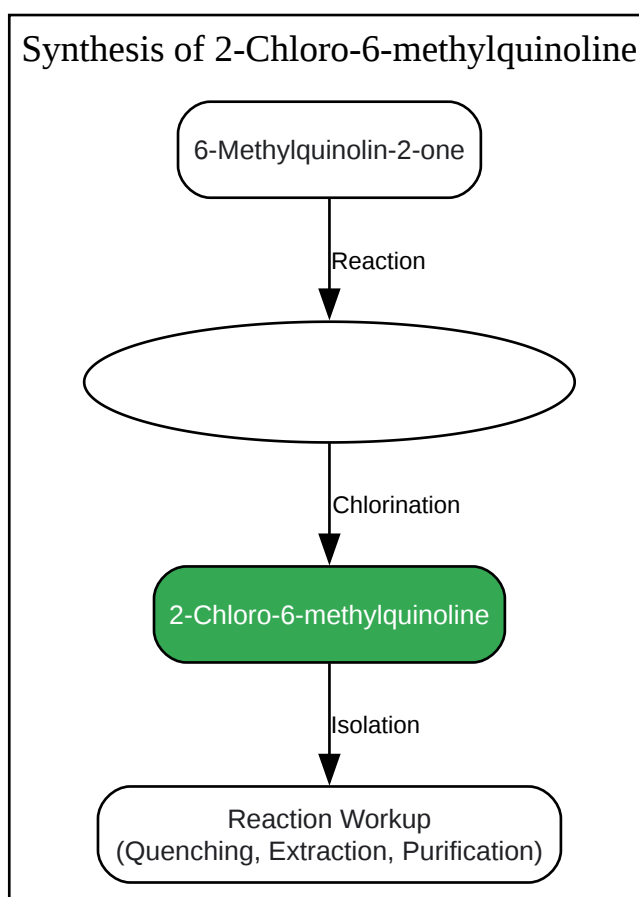 Synthesis of 2-Chloro-6-methylquinoline
6-Methylquinolin-2-one
Reaction
Chlorination
2-Chloro-6-methylquinoline
Isolation
Reaction Workup
(Quenching, Extraction, Purification)